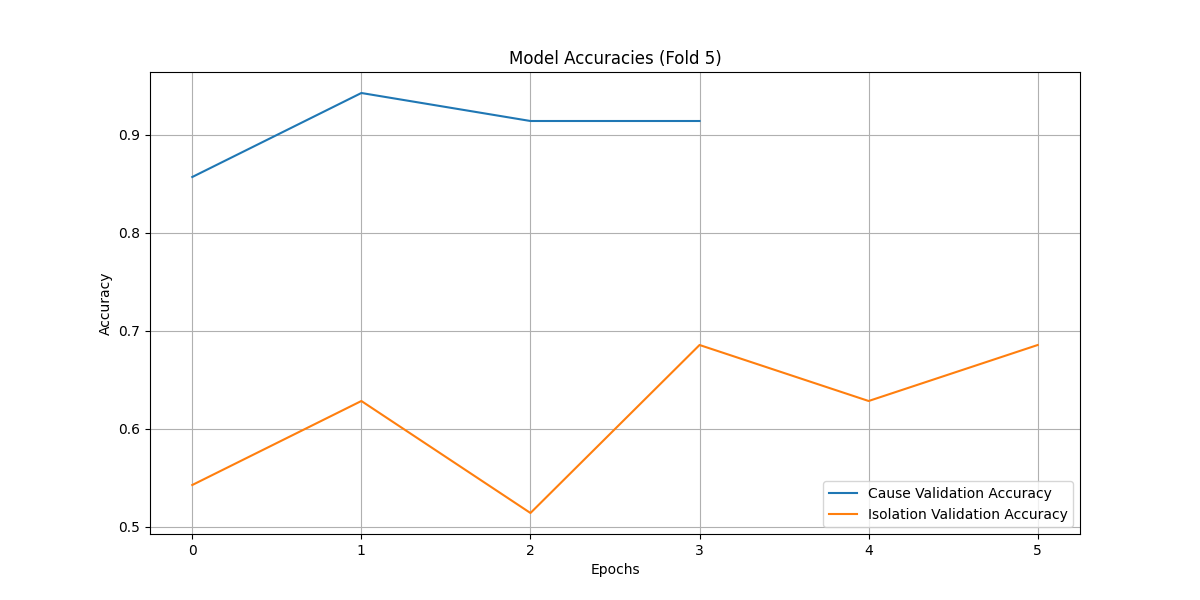 Model Accuracies (Fold 5)
Accuracy
0.9
0.8
0.7
0.6
0.5
0 1 2 3 4 5
Epochs
Cause Validation Accuracy
Isolation Validation Accuracy